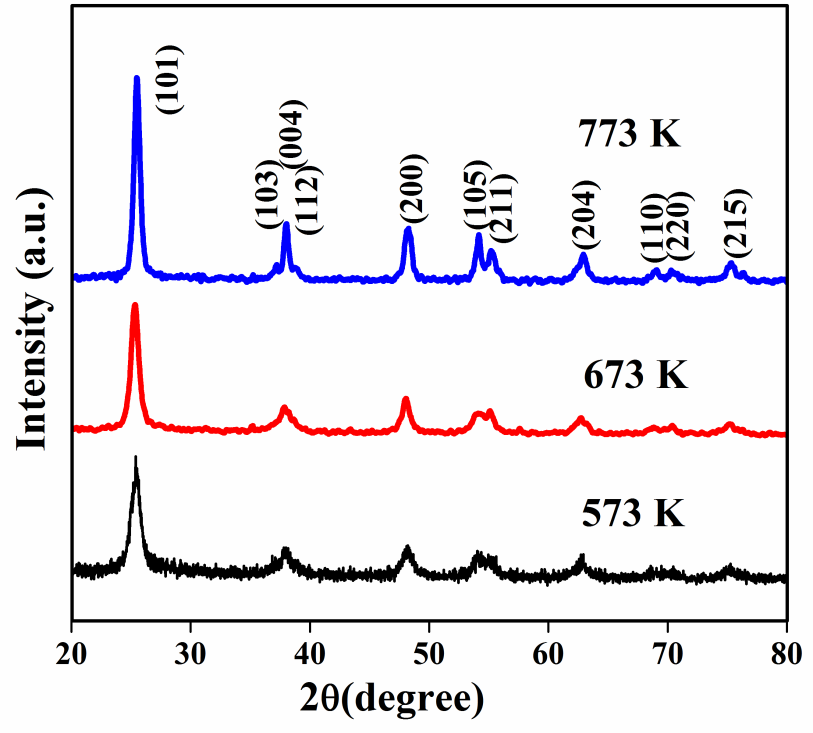 (101)
(103)
(004)
(112)
(200)
(105)
(211)
(204)
(110)
(220)
(215)
773 K
673 K
573 K
Intensity (a.u.)
20 30 40 50 60 70 80
2θ(degree)